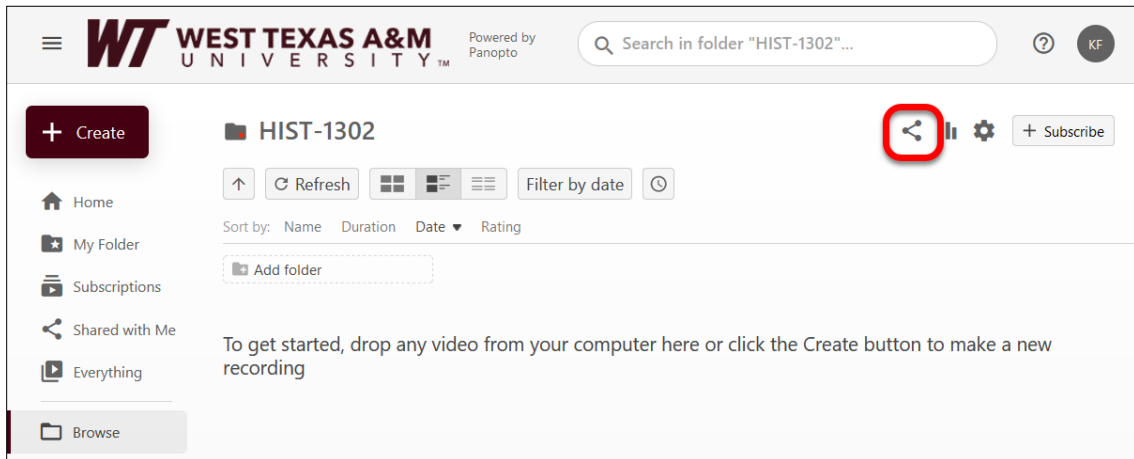 WT WEST TEXAS A&M
UNIVERSITY™
Powered by
Panopto
Search in folder "HIST-1302"...
KF
+ Create
HIST-1302
+ Subscribe
Refresh
Filter by date
Home
Sort by: Name Duration Date Rating
My Folder
Add folder
Subscriptions
Shared with Me
To get started, drop any video from your computer here or click the Create button to make a new
recording
Everything
Browse